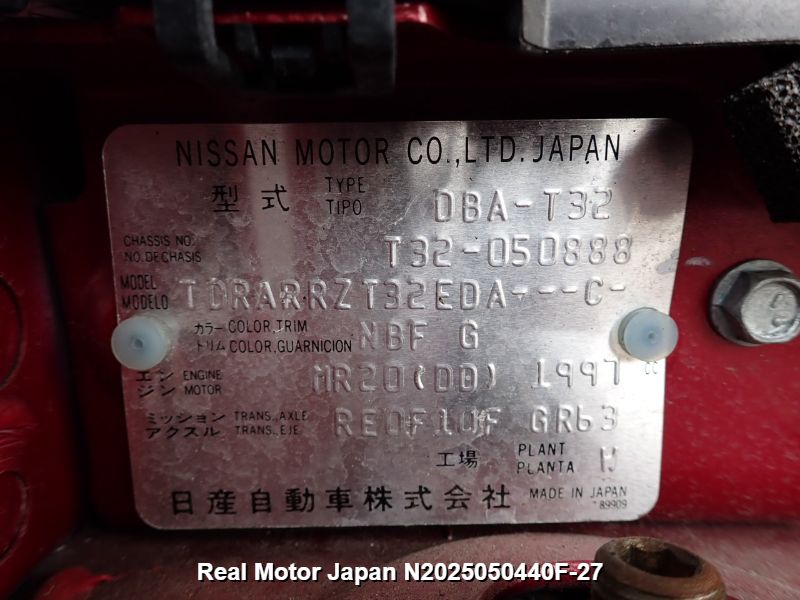 NISSAN MOTOR CO.,LTD. JAPAN
型式 TYPE TIPO DBA-T32
CHASSIS NO. NO. DE CHASIS T32-050888
MODEL MODELO TDRARRZ T32EDA---C-
カラー COLOR,TRIM トリム COLOR,GUARNICION NBF G
エンジン ENGINE MOTOR MR20(DD) 1997
ミッション TRANS.,AXLE アクスル TRANS.,EJE RE0F10F GR63
工場 PLANT PLANTA W
日産自動車株式会社 MADE IN JAPAN
89909
Real Motor Japan N2025050440F-27